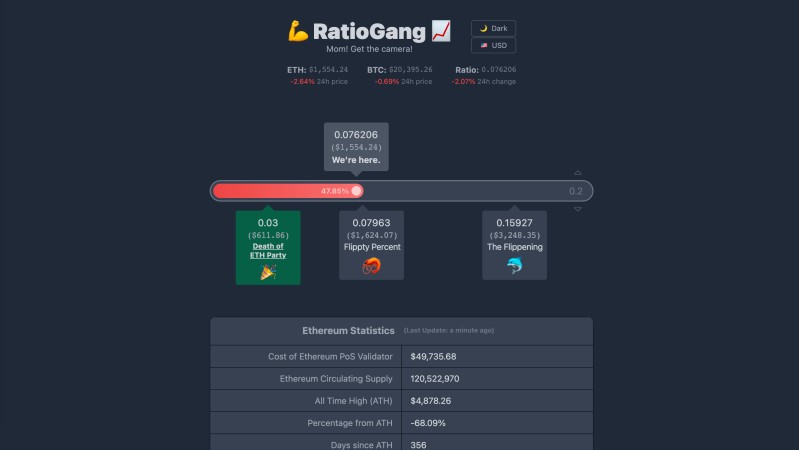 RatioGang
Mom! Get the camera!
Dark
USD
ETH: $1,554.24 BTC: $20,395.26 Ratio: 0.076206
-2.64% 24h price -0.69% 24h price -2.07% 24h change
0.076206
($1,554.24)
We're here.
47.85% 0.2
0.03
($611.86)
Death of
ETH Party
0.07963
($1,624.07)
Flippty Percent
0.15927
($3,248.35)
The Flippening
Ethereum Statistics (Last Update: a minute ago)
Cost of Ethereum PoS Validator $49,735.68
Ethereum Circulating Supply 120,522,970
All Time High (ATH) $4,878.26
Percentage from ATH -68.09%
Days since ATH 356